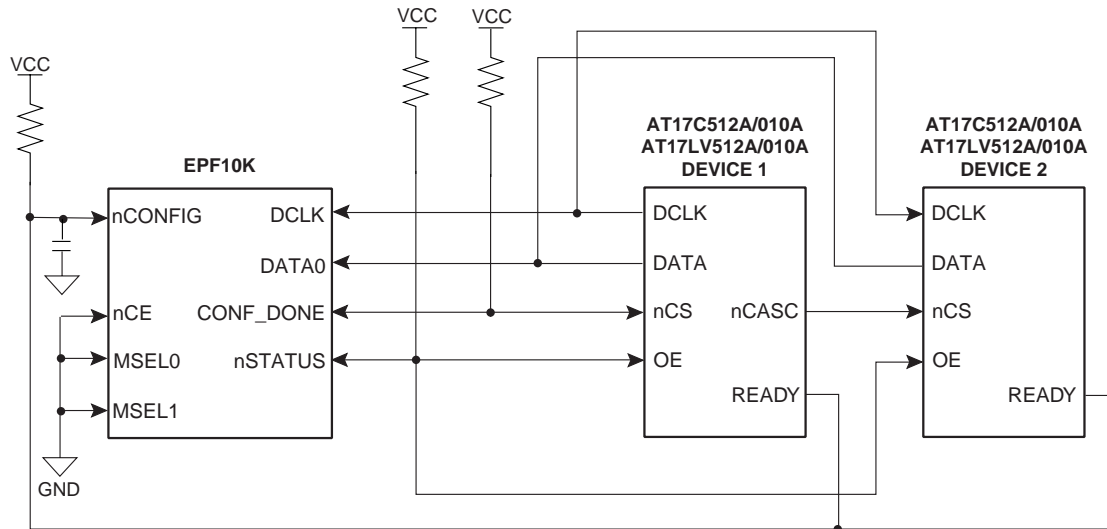 VCC
VCC
VCC
EPF10K
nCONFIG
DCLK
DATA0
nCE
CONF_DONE
MSEL0
nSTATUS
MSEL1
GND
AT17C512A/010A
AT17LV512A/010A
DEVICE 1
DCLK
DATA
nCS
nCASC
OE
READY
AT17C512A/010A
AT17LV512A/010A
DEVICE 2
DCLK
DATA
nCS
OE
READY